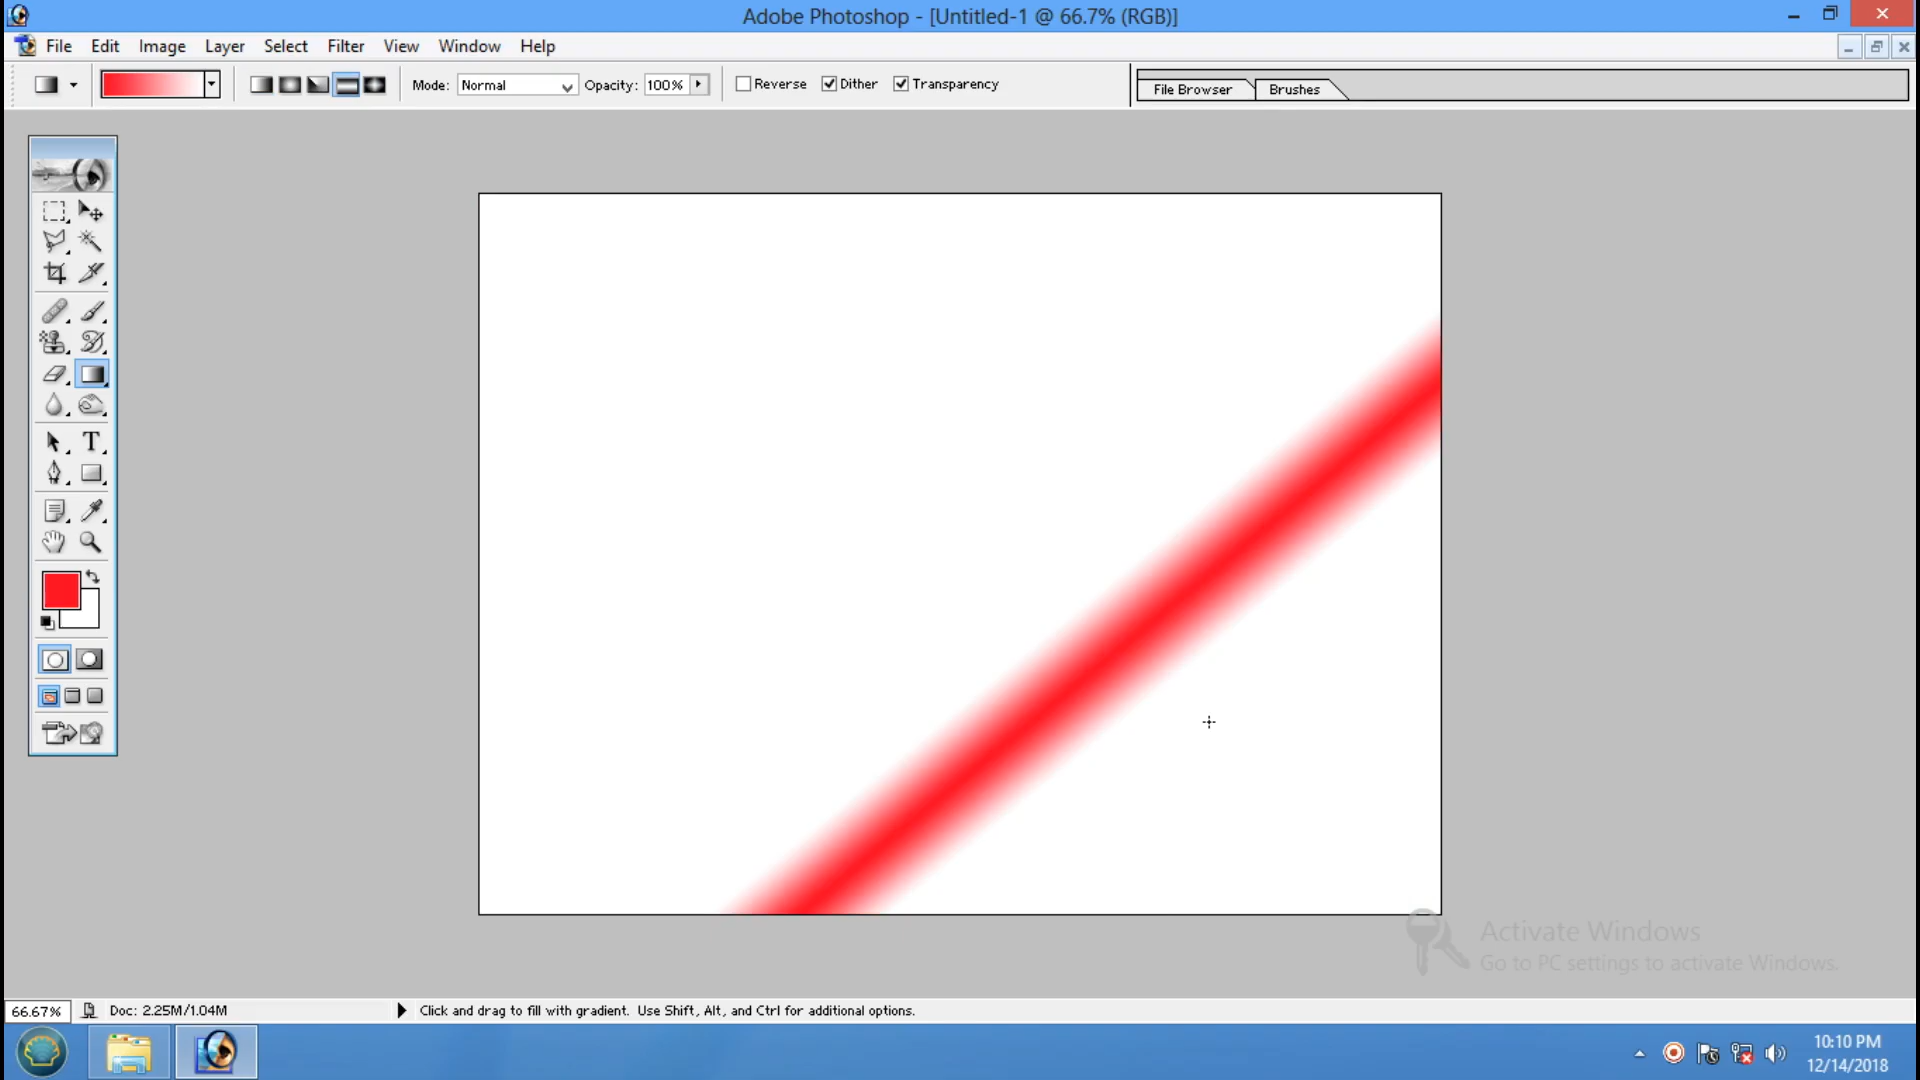 Adobe Photoshop - [Untitled-1 @ 66.7% (RGB)]
File Edit Image Layer Select Filter View Window Help
Mode: Normal Opacity: 100% Reverse Dither Transparency File Browser Brushes
T
Activate Windows
Go to PC settings to activate Windows.
66.67% Doc: 2.25M/1.04M Click and drag to fill with gradient. Use Shift, Alt, and Ctrl for additional options.
10:10 PM
12/14/2018